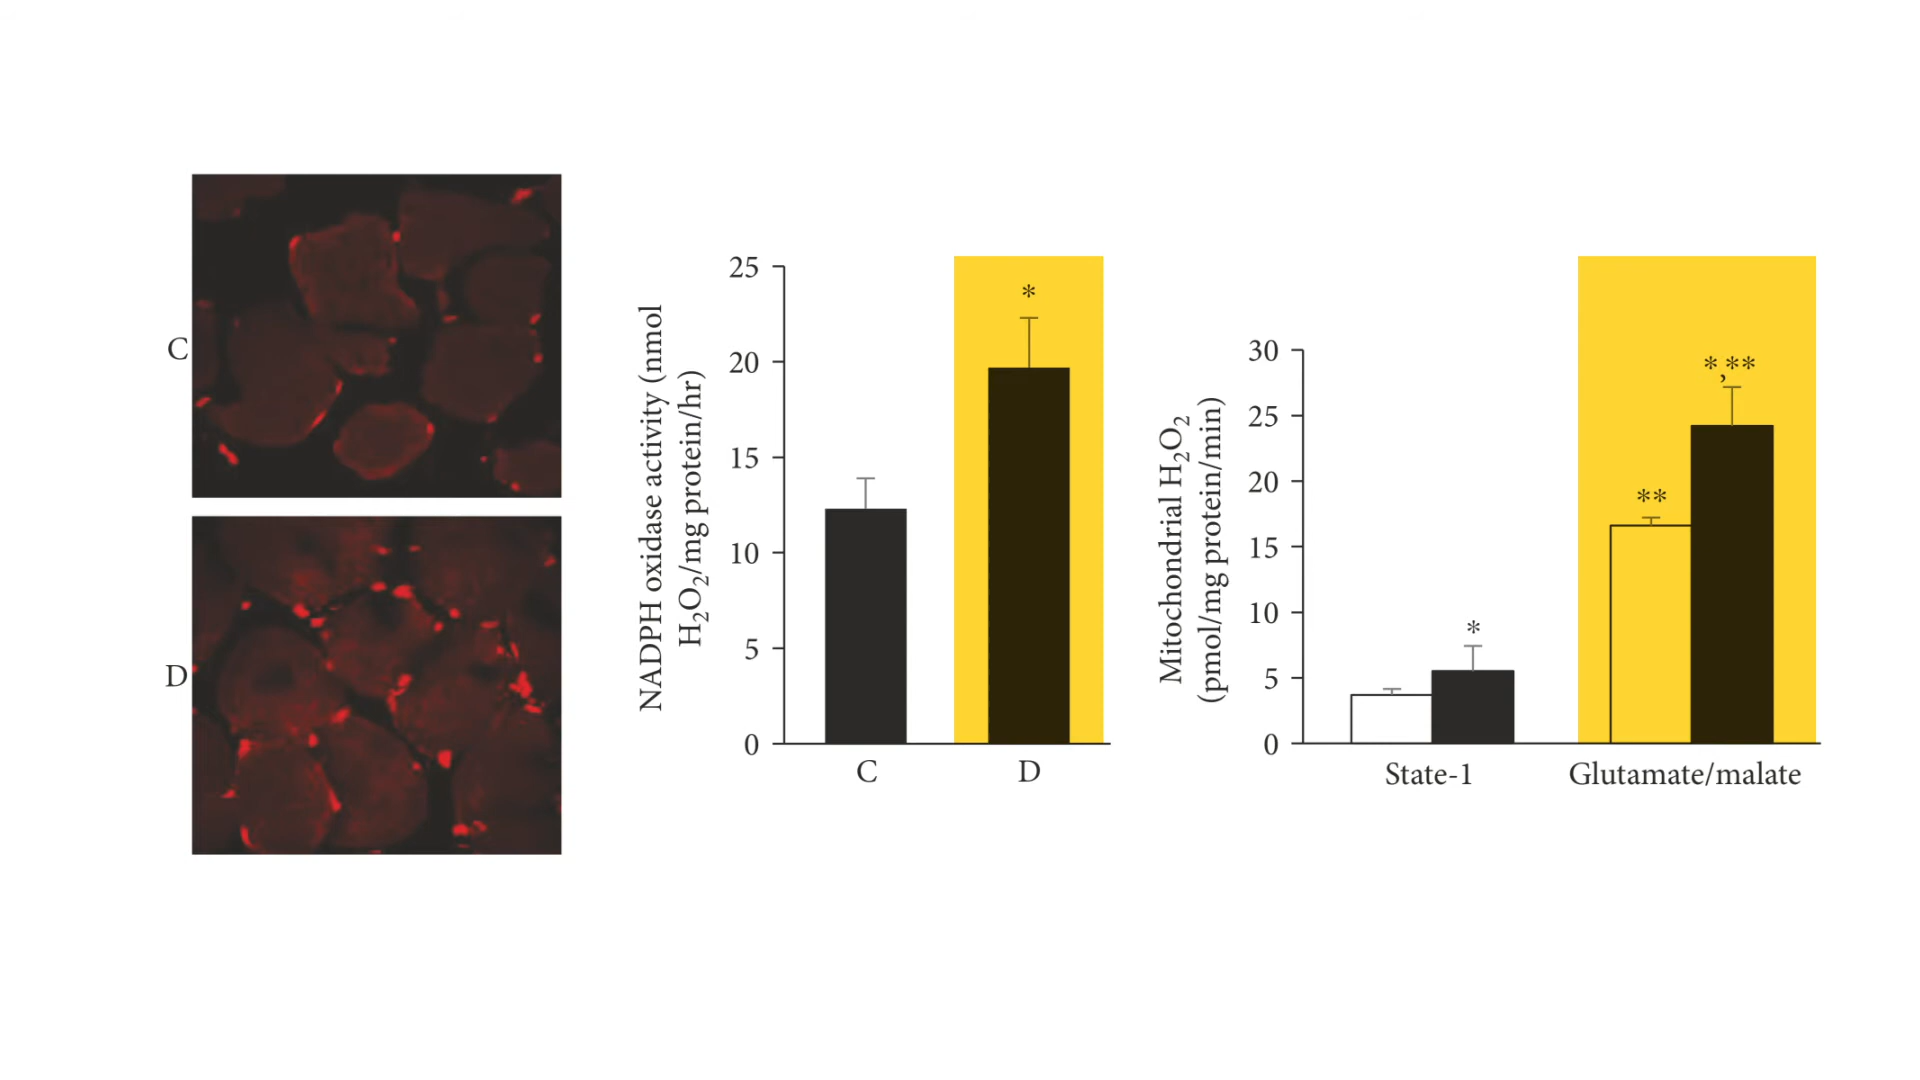 C
D
NADPH oxidase activity (nmol
H₂O₂/mg protein/hr)
25
20
15
10
5
0
*
C
D
Mitochondrial H₂O₂
(pmol/mg protein/min)
30
25
20
15
10
5
0
*
**
*,**
State-1
Glutamate/malate